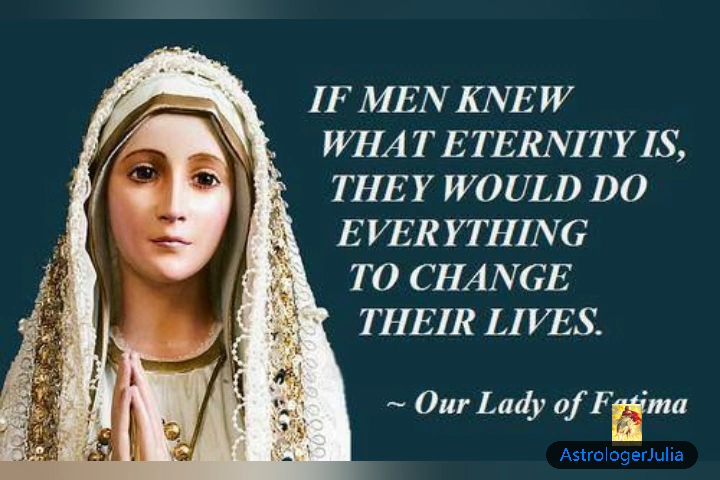 IF MEN KNEW
WHAT ETERNITY IS,
THEY WOULD DO
EVERYTHING
TO CHANGE
THEIR LIVES.
~ Our Lady of Fatima
AstrologerJulia